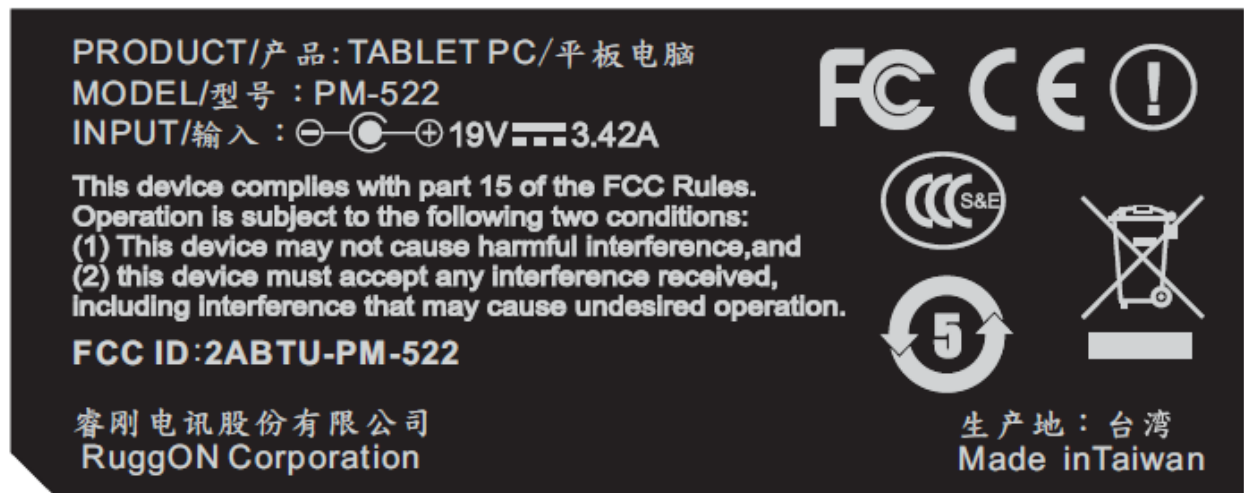 PRODUCT/产品: TABLET PC/平板电脑
MODEL/型号：PM-522
INPUT/输入：19V 3.42A
This device complies with part 15 of the FCC Rules.
Operation is subject to the following two conditions:
(1) This device may not cause harmful interference,and
(2) this device must accept any interference received,
including interference that may cause undesired operation.
FCC ID:2ABTU-PM-522
睿刚电讯股份有限公司
RuggON Corporation
FC CE !
CCC S&E
5
生产地：台湾
Made inTaiwan